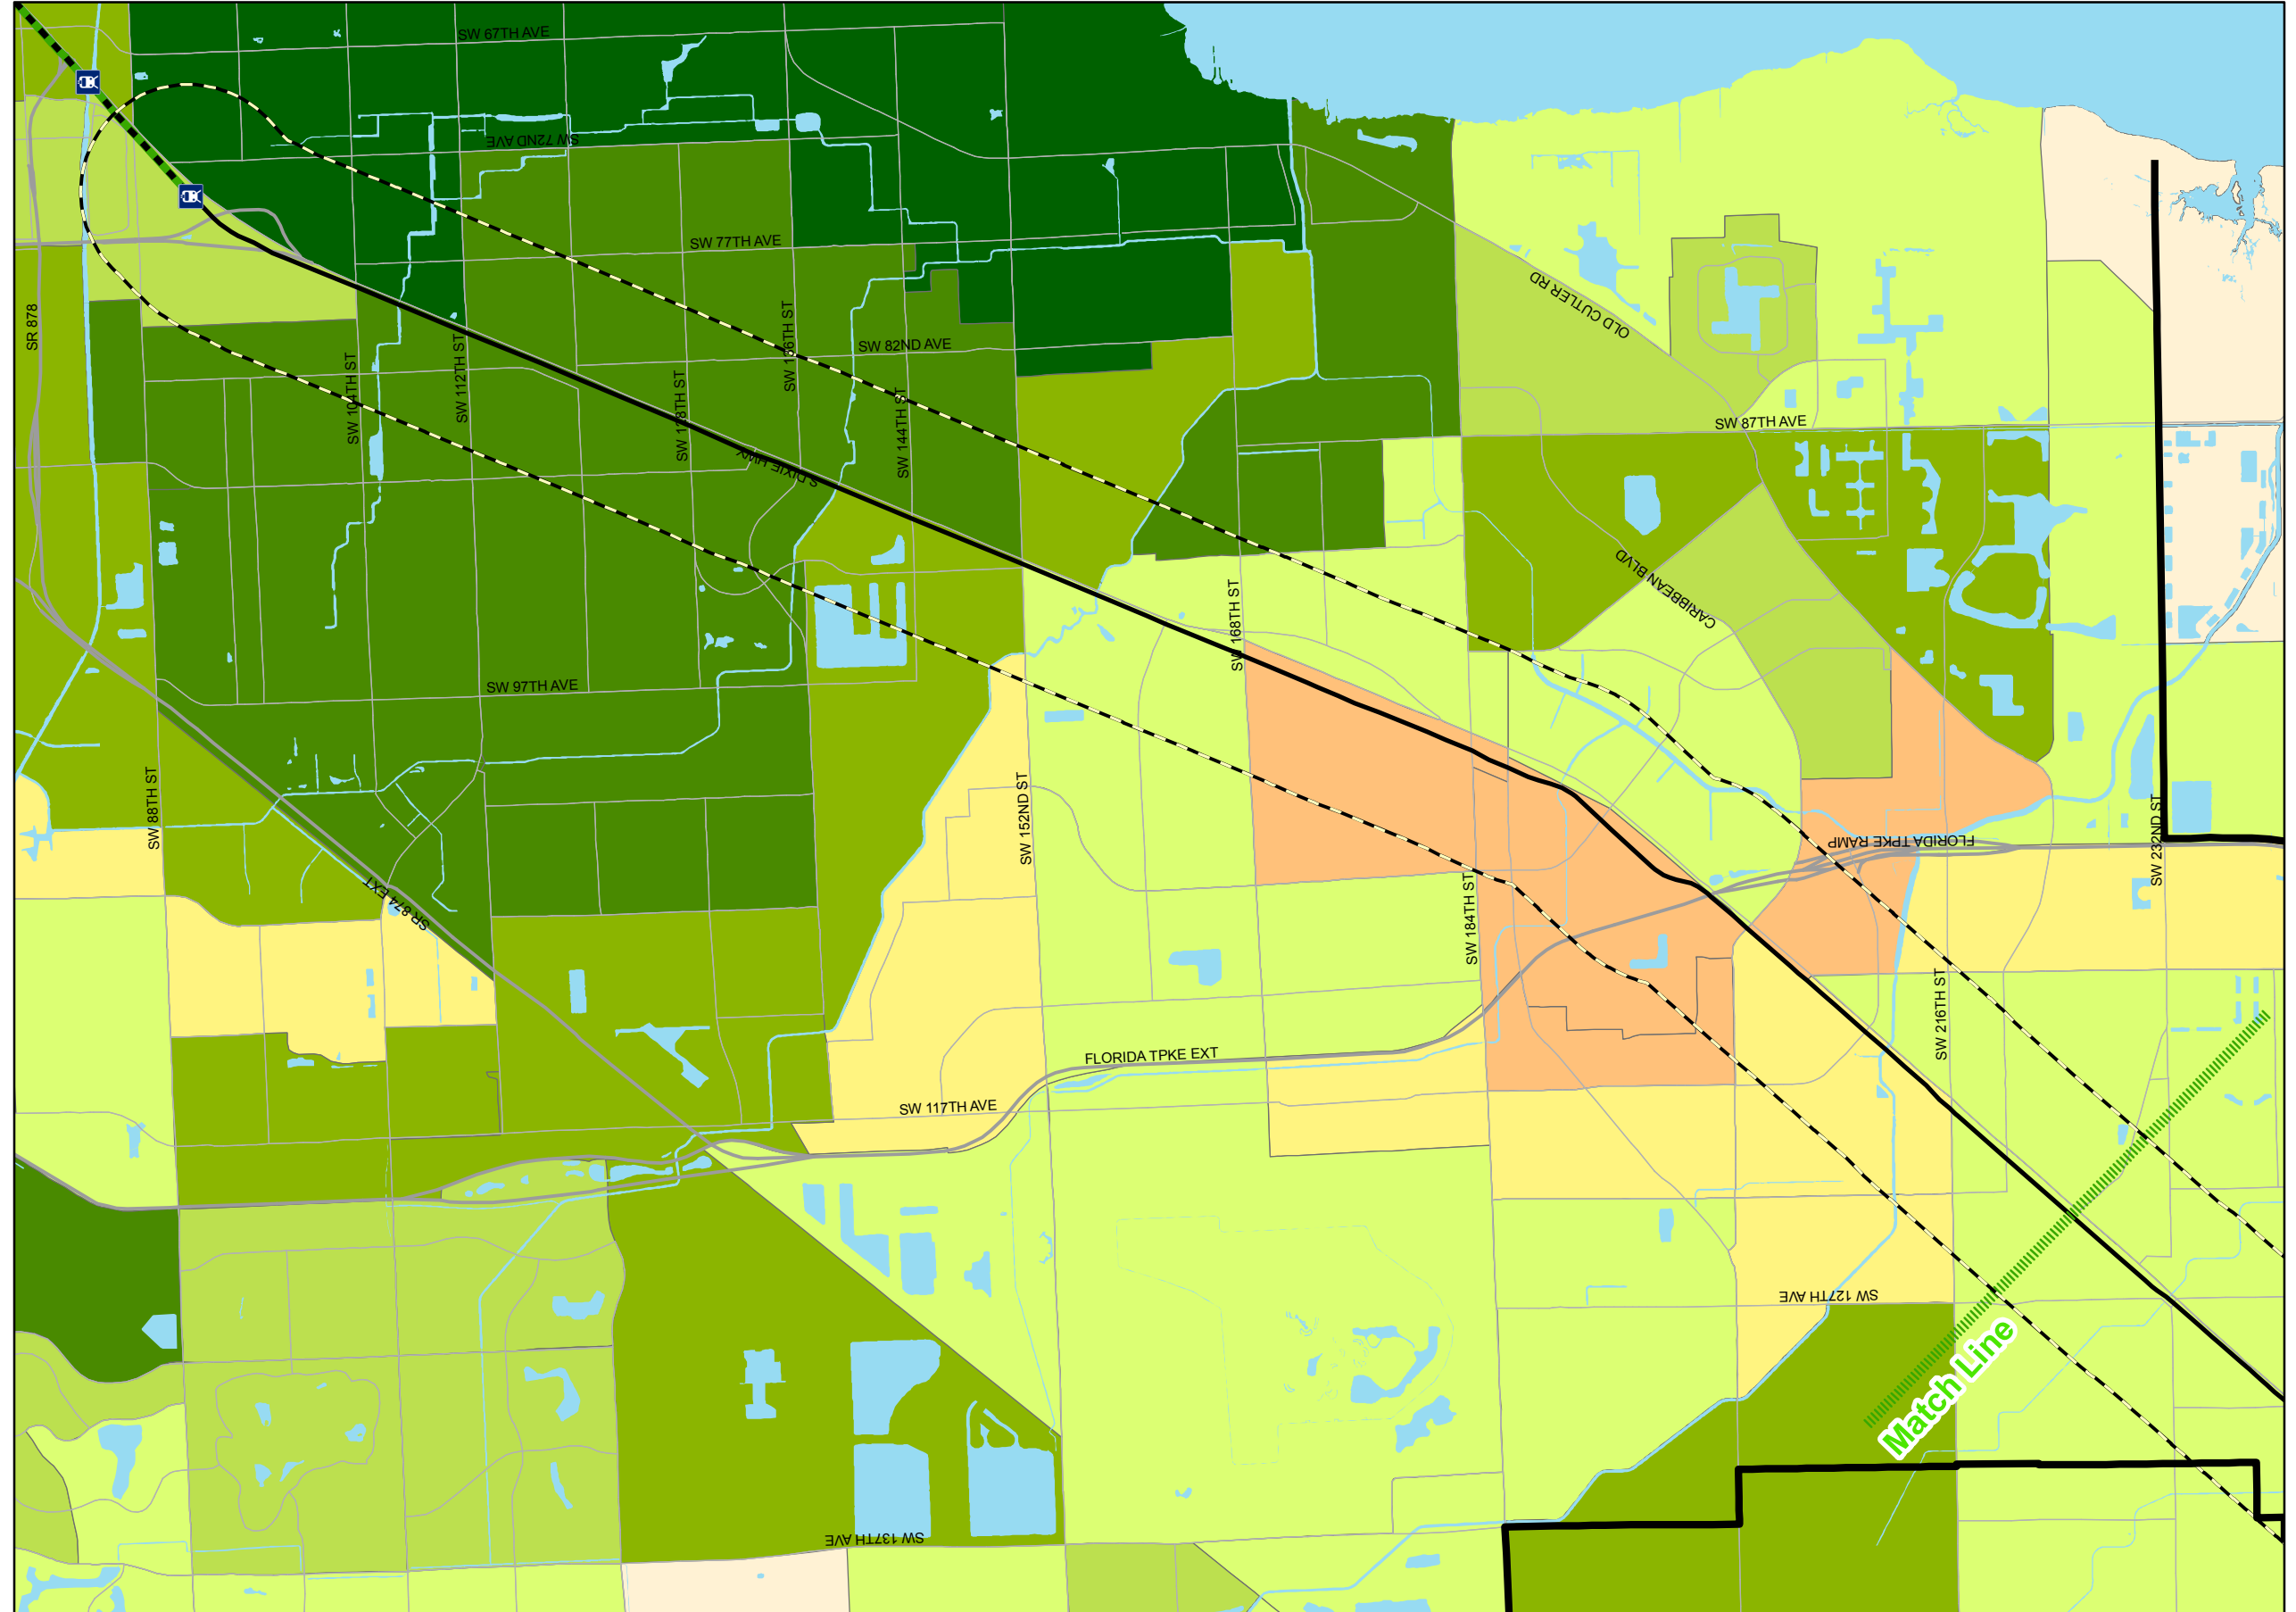 SW 67TH AVE
SW 72ND AVE
SW 77TH AVE
OLD CUTLER RD
SR 878
SW 136TH ST
SW 82ND AVE
SW 104TH ST
SW 112TH ST
SW 128TH ST
SW 144TH ST
SW 87TH AVE
S DIXIE HWY
CARIBBEAN BLVD
SW 168TH ST
SW 97TH AVE
SW 88TH ST
SW 152ND ST
FLORIDA TPKE RAMP
SW 232ND ST
SR 874 EXT
SW 184TH ST
SW 216TH ST
FLORIDA TPKE EXT
SW 117TH AVE
SW 127TH AVE
Match Line
SW 137TH AVE